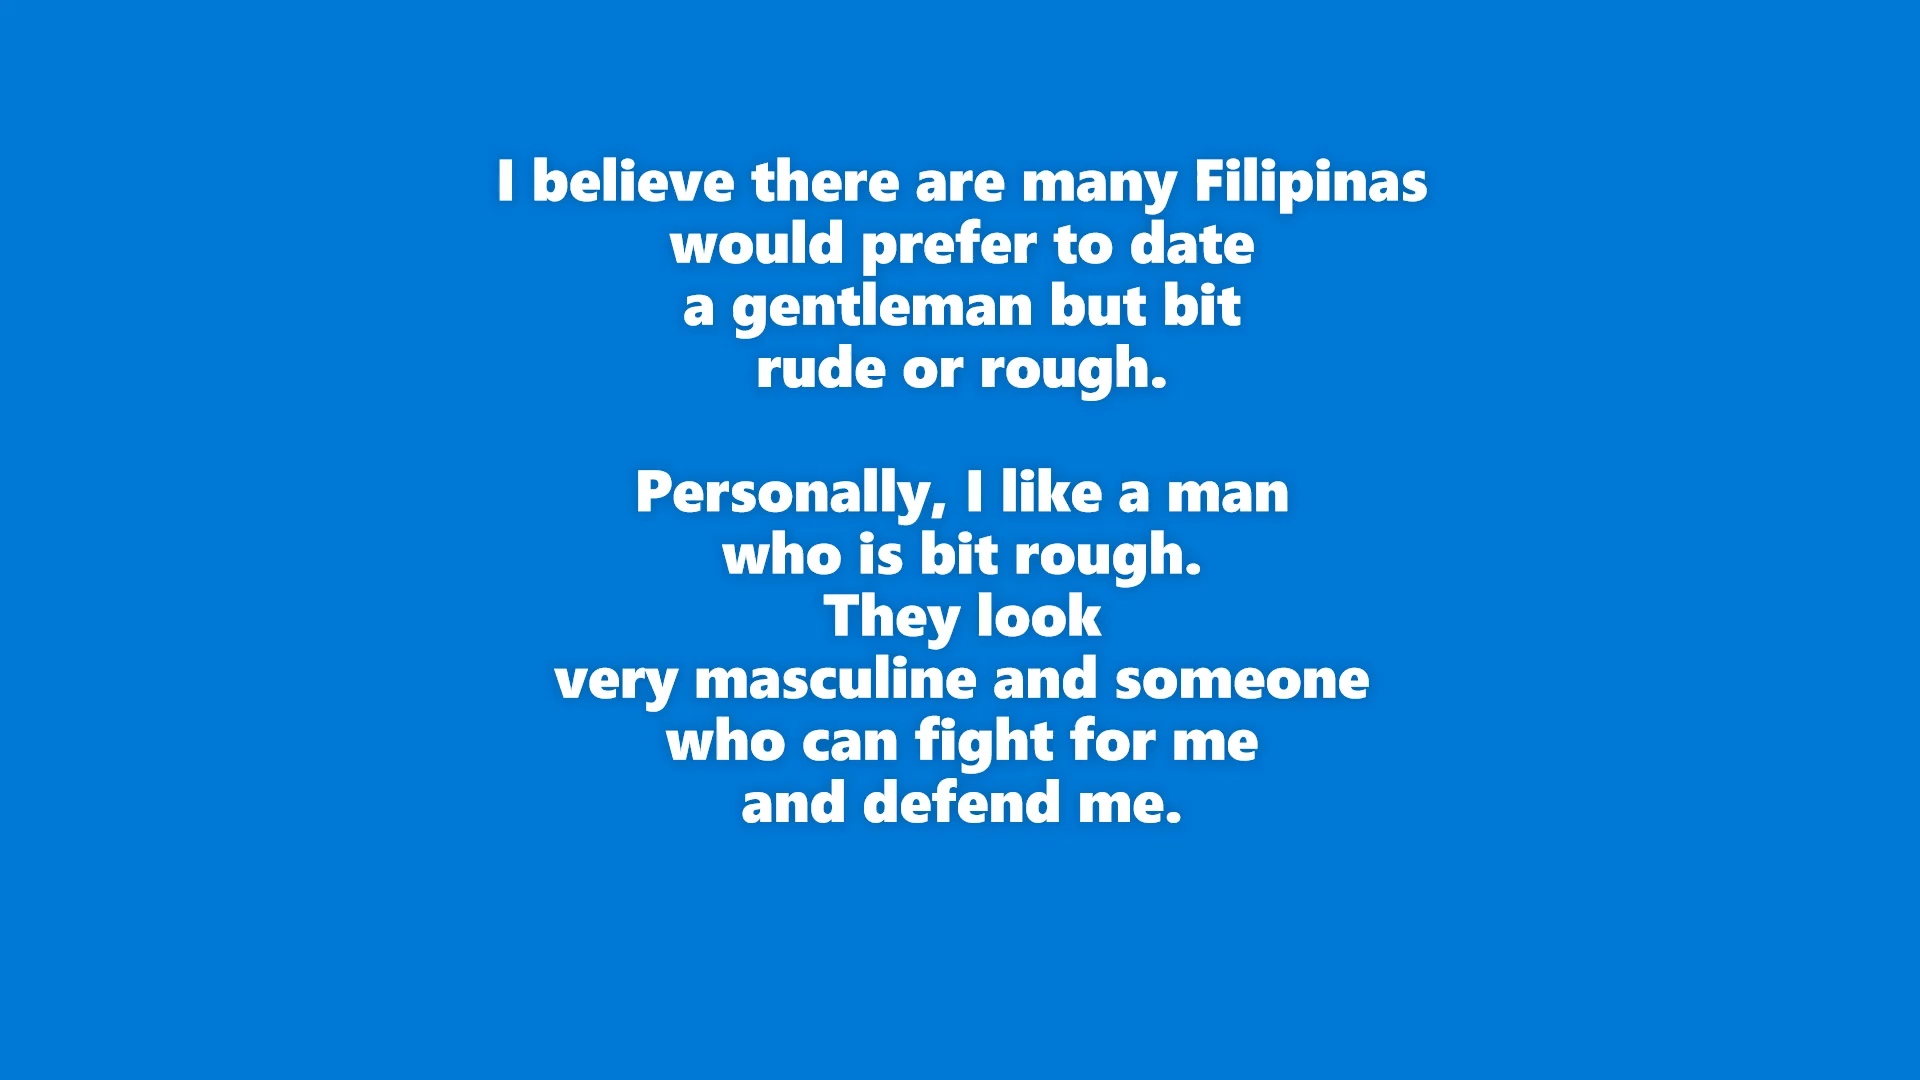 I believe there are many Filipinas
would prefer to date
a gentleman but bit
rude or rough.
Personally, I like a man
who is bit rough.
They look
very masculine and someone
who can fight for me
and defend me.